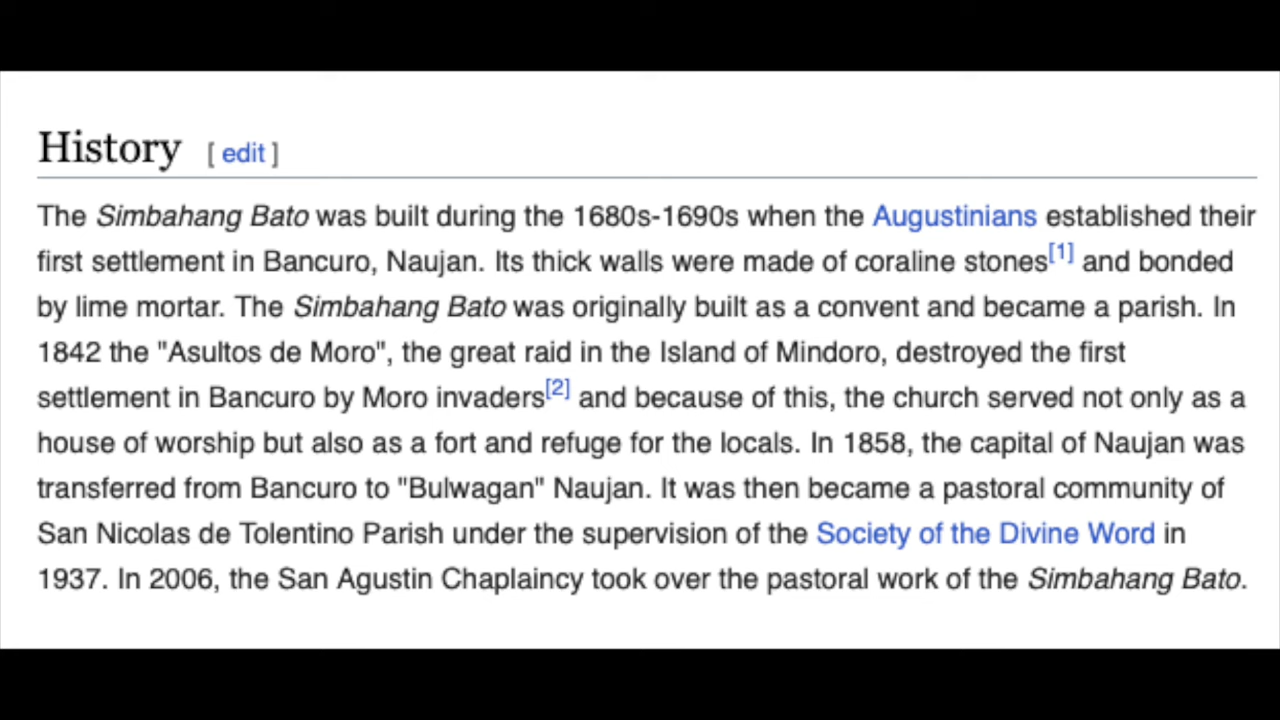 History [ edit ]
The Simbahang Bato was built during the 1680s-1690s when the Augustinians established their
first settlement in Bancuro, Naujan. Its thick walls were made of coraline stones[1] and bonded
by lime mortar. The Simbahang Bato was originally built as a convent and became a parish. In
1842 the "Asultos de Moro", the great raid in the Island of Mindoro, destroyed the first
settlement in Bancuro by Moro invaders[2] and because of this, the church served not only as a
house of worship but also as a fort and refuge for the locals. In 1858, the capital of Naujan was
transferred from Bancuro to "Bulwagan" Naujan. It was then became a pastoral community of
San Nicolas de Tolentino Parish under the supervision of the Society of the Divine Word in
1937. In 2006, the San Agustin Chaplaincy took over the pastoral work of the Simbahang Bato.